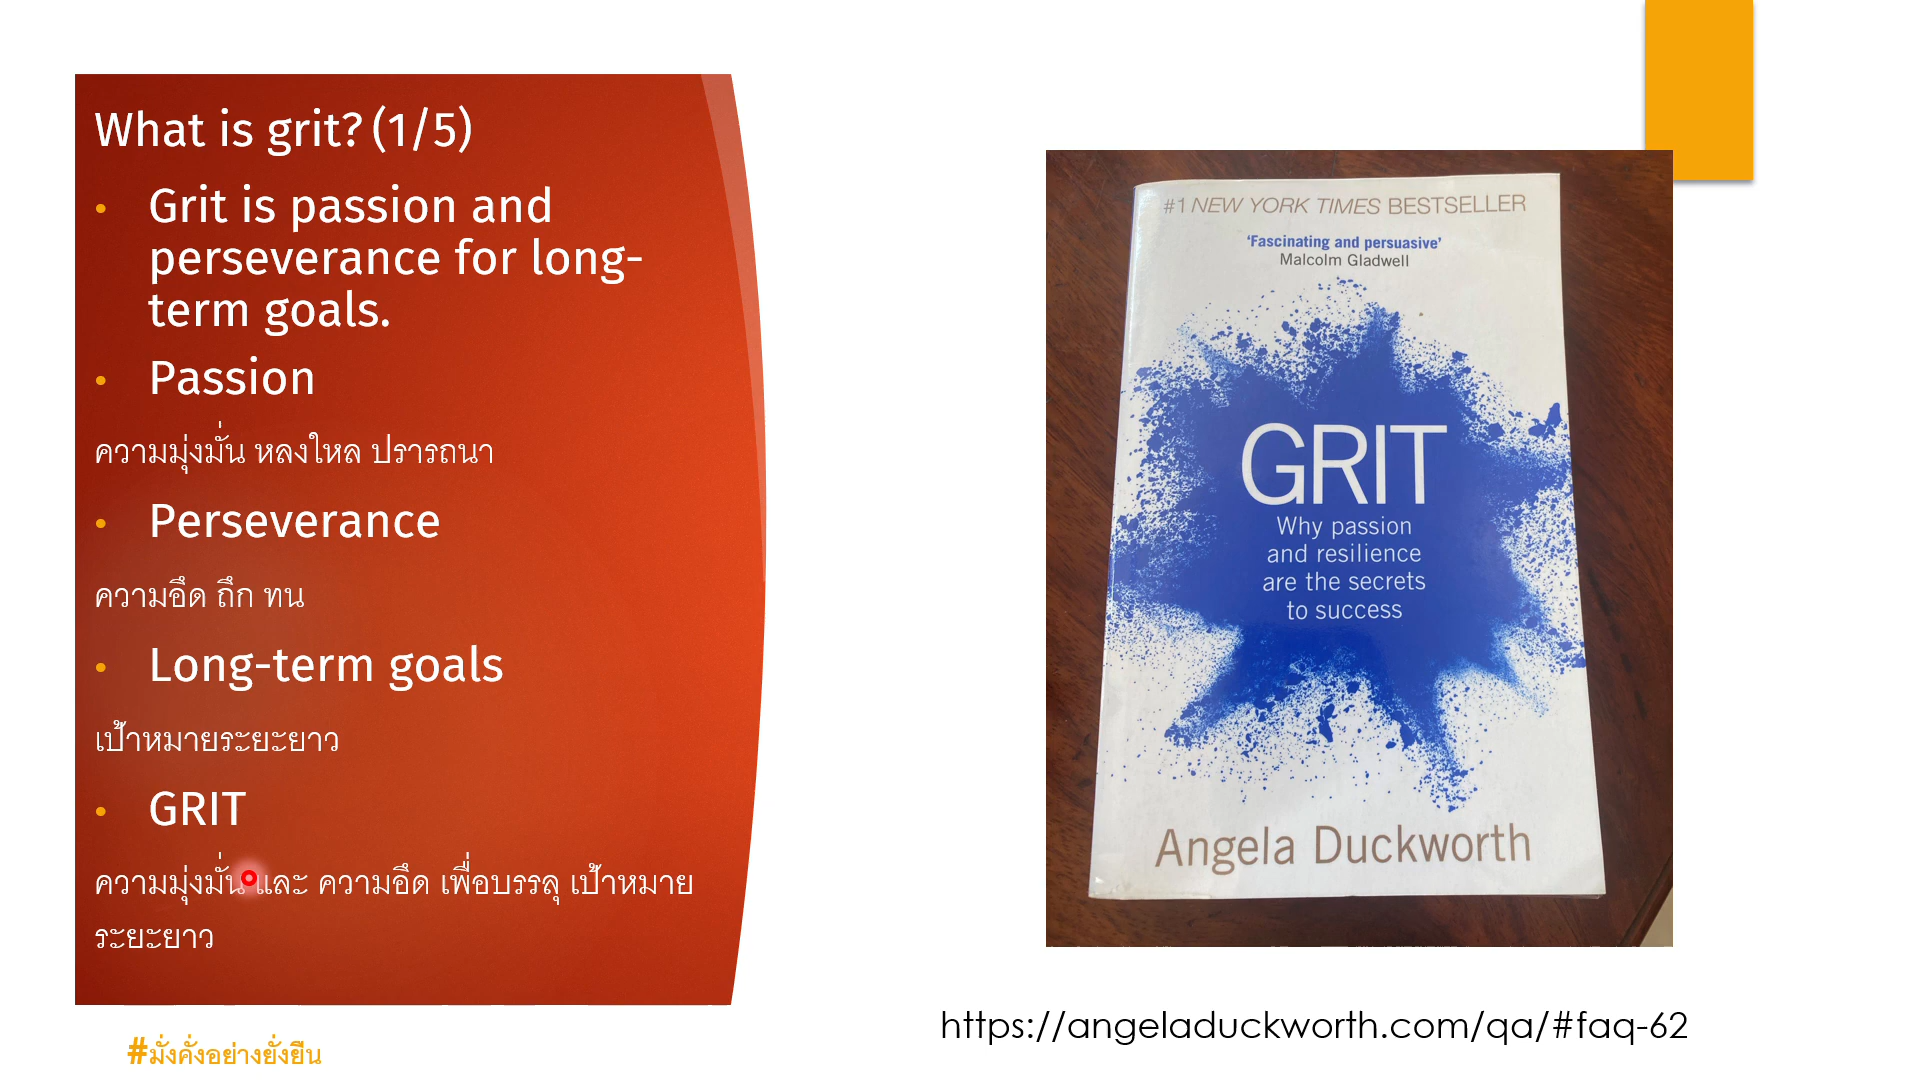 What is grit? (1/5)
• Grit is passion and
perseverance for long-
term goals.
• Passion
ความมุ่งมั่น หลงใหล ปรารถนา
• Perseverance
ความอึด ถึก ทน
• Long-term goals
เป้าหมายระยะยาว
• GRIT
ความมุ่งมั่น และ ความอึด เพื่อบรรลุ เป้าหมาย
ระยะยาว
#มั่งคั่งอย่างยั่งยืน
#1 NEW YORK TIMES BESTSELLER
‘Fascinating and persuasive’
Malcolm Gladwell
GRIT
Why passion
and resilience
are the secrets
to success
Angela Duckworth
https://angeladuckworth.com/qa/#faq-62